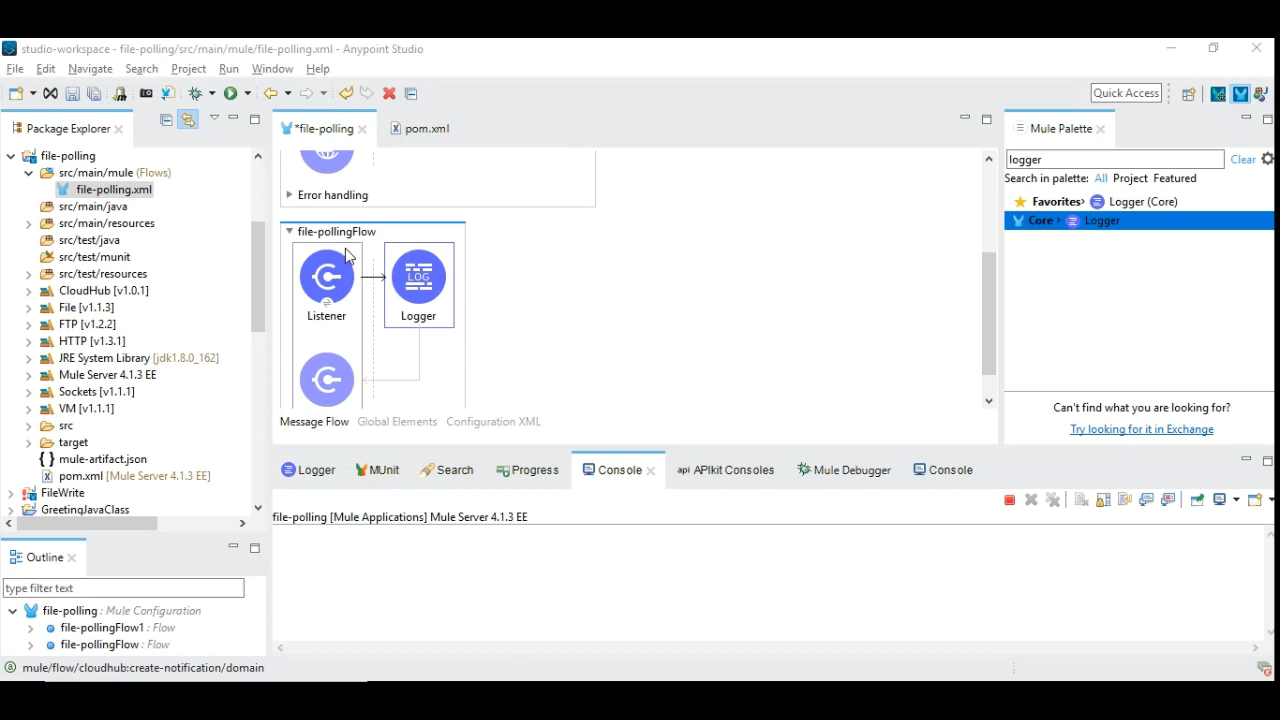 studio-workspace - file-polling/src/main/mule/file-polling.xml - Anypoint Studio
File Edit Navigate Search Project Run Window Help
Quick Access
Package Explorer
file-polling
src/main/mule (Flows)
file-polling.xml
src/main/java
src/main/resources
src/test/java
src/test/munit
src/test/resources
CloudHub [v1.0.1]
File [v1.1.3]
FTP [v1.2.2]
HTTP [v1.3.1]
JRE System Library [jdk1.8.0_162]
Mule Server 4.1.3 EE
Sockets [v1.1.1]
VM [v1.1.1]
src
target
mule-artifact.json
pom.xml [Mule Server 4.1.3 EE]
FileWrite
GreetingJavaClass
Outline
type filter text
file-polling : Mule Configuration
file-pollingFlow1 : Flow
file-pollingFlow : Flow
*file-polling
pom.xml
Error handling
file-pollingFlow
LOG
Listener
Logger
Message Flow Global Elements Configuration XML
Mule Palette
logger
Clear
Search in palette: All Project Featured
Favorites> Logger (Core)
Core > Logger
Can't find what you are looking for?
Try looking for it in Exchange
Logger MUnit Search Progress Console api APIkit Consoles Mule Debugger Console
file-polling [Mule Applications] Mule Server 4.1.3 EE
mule/flow/cloudhub:create-notification/domain